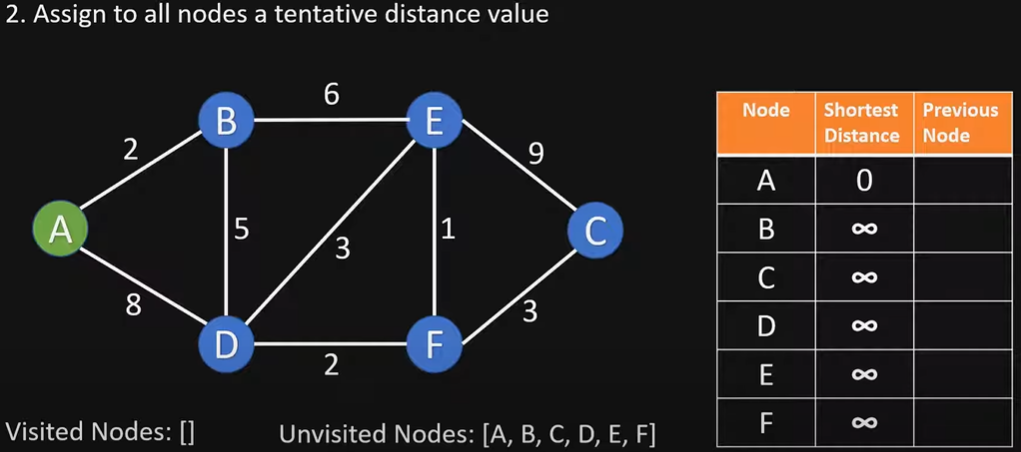 2. Assign to all nodes a tentative distance value
6
B
E
2
9
A
5
3
1
C
8
3
D
F
2
Visited Nodes: []
Unvisited Nodes: [A, B, C, D, E, F]
Node Shortest Distance Previous Node
A 0
B ∞
C ∞
D ∞
E ∞
F ∞